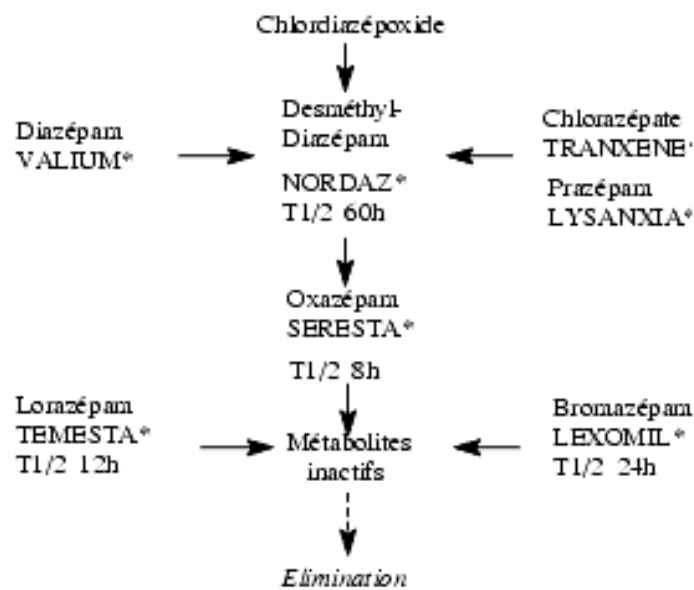 Chlordiazépoxide
Desméthyl-
Diazépam
NORDAZ*
T1/2 60h
Diazépam
VALIUM*
Chlorazépate
TRANXENE*
Prazépam
LYSANXIA*
Oxazépam
SERESTA*
T1/2 8h
Lorazépam
TEMESTA*
T1/2 12h
Métabolites
inactifs
Bromazépam
LEXOMIL*
T1/2 24h
Elimination